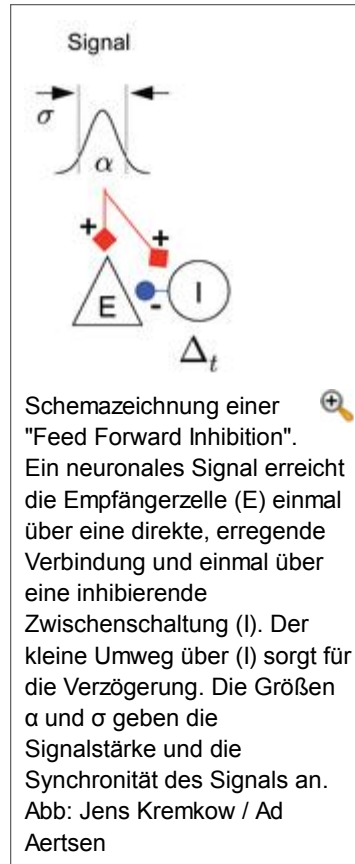 Signal
σ
α
+
+
E
-
I
Δt
Schemazeichnung einer
"Feed Forward Inhibition".
Ein neuronales Signal erreicht
die Empfängerzelle (E) einmal
über eine direkte, erregende
Verbindung und einmal über
eine inhibierende
Zwischenschaltung (I). Der
kleine Umweg über (I) sorgt für
die Verzögerung. Die Größen
α und σ geben die
Signalstärke und die
Synchronität des Signals an.
Abb: Jens Kremkow / Ad
Aertsen